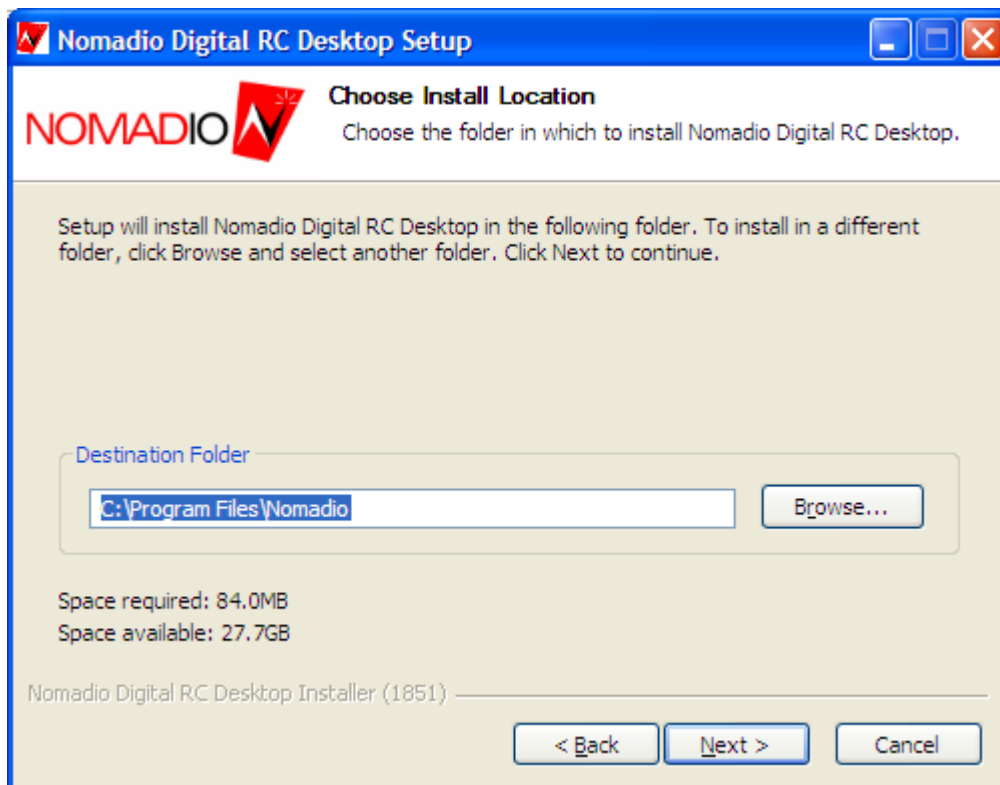 Nomadio Digital RC Desktop Setup
NOMADIO
Choose Install Location
Choose the folder in which to install Nomadio Digital RC Desktop.
Setup will install Nomadio Digital RC Desktop in the following folder. To install in a different
folder, click Browse and select another folder. Click Next to continue.
Destination Folder
C:\Program Files\Nomadio
Browse...
Space required: 84.0MB
Space available: 27.7GB
Nomadio Digital RC Desktop Installer (1851)
< Back
Next >
Cancel